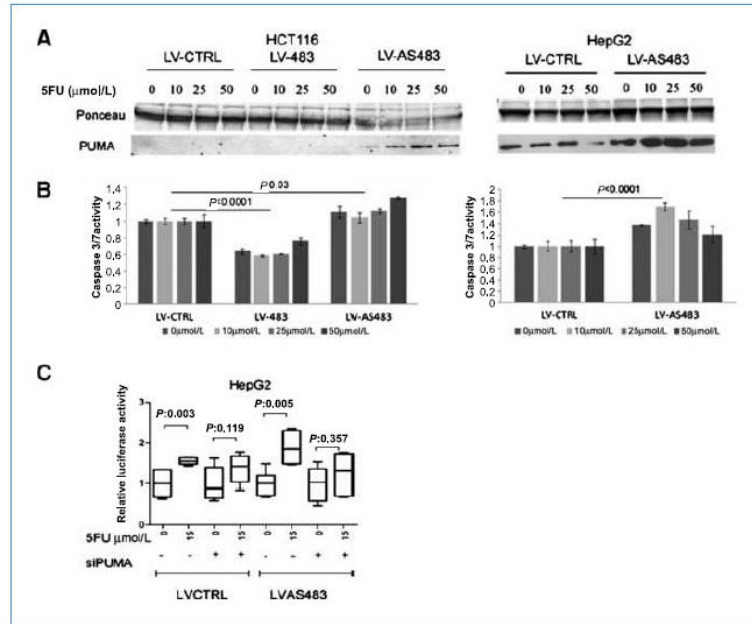 A
HCT116
HepG2
LV-CTRL LV-483 LV-AS483
LV-CTRL LV-AS483
5FU (μmol/L) 0 10 25 50 0 10 25 50 0 10 25 50
0 10 25 50 0 10 25 50
Ponceau
PUMA
B
Caspase 3/7activity
1,4
1,2
1
0,8
0,6
0,4
0,2
0
P:0.03
P:0.0001
LV-CTRL LV-483 LV-AS483
0μmol/L 10μmol/L 25μmol/L 50μmol/L
Caspase 3/7activity
2
1.8
1.6
1.4
1.2
1
0.8
0.6
0.4
0.2
0
P<0.0001
LV-CTRL LV-AS483
0μmol/L 10μmol/L 25μmol/L 50μmol/L
C
HepG2
Relative luciferase activity
3
2
1
0
P:0.003
P:0,119
P:0.005
P:0,357
5FU μmol/L 0 15 0 15 0 15 0 15
siPUMA - - + + - - + +
LVCTRL LVAS483